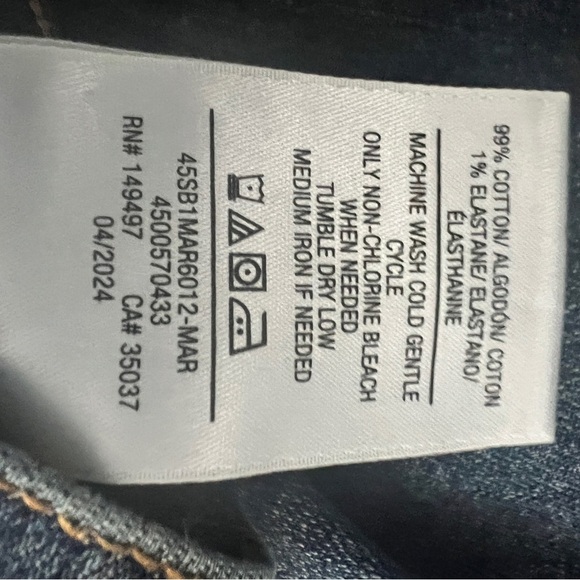 99% COTTON/ ALGODÓN/ COTON
1% ELASTANE/ ELASTANO/
ÉLASTHANNE
MACHINE WASH COLD GENTLE
CYCLE
ONLY NON-CHLORINE BLEACH
WHEN NEEDED
TUMBLE DRY LOW
MEDIUM IRON IF NEEDED
45SB1MAR6012-MAR
4500570433
RN# 149497 CA# 35037
04/2024